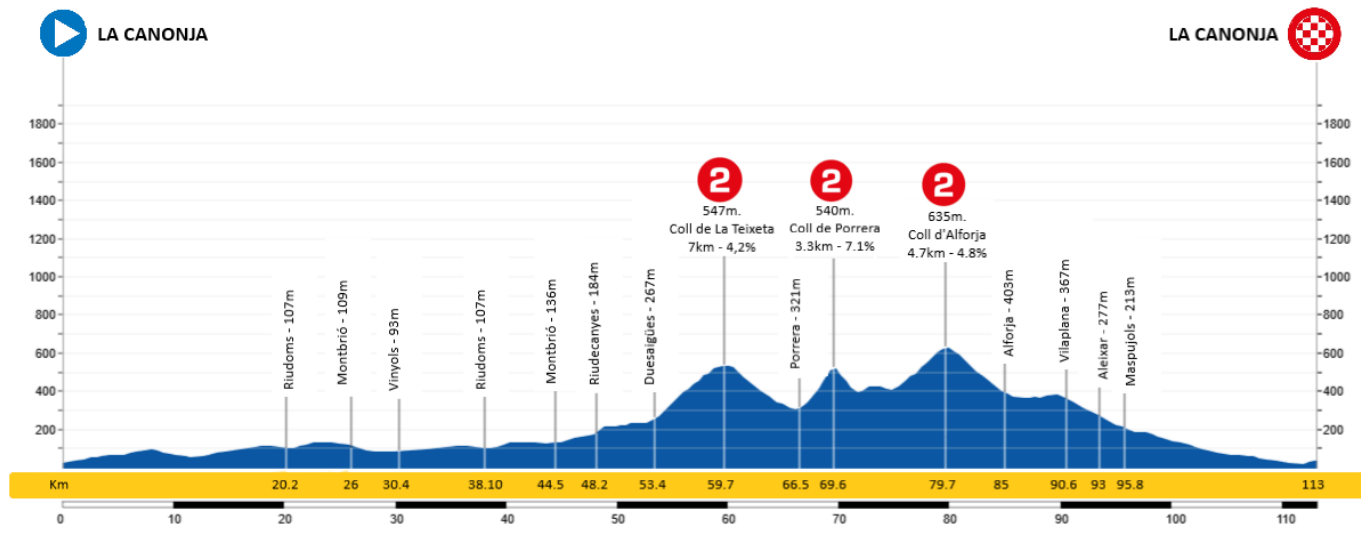 LA CANONJA
LA CANONJA
1800
1600
1400
1200
1000
800
600
400
200
1800
1600
1400
1200
1000
800
600
400
200
2
547m.
Coll de La Teixeta
7km - 4,2%
2
540m.
Coll de Porrera
3.3km - 7.1%
2
635m.
Coll d'Alforja
4.7km - 4.8%
Riudoms - 107m
Montbrió - 109m
Vinyols - 93m
Riudoms - 107m
Montbrió - 136m
Riudecanyes - 184m
Duesaigües - 267m
Porrera - 321m
Alforja - 403m
Vilaplana - 367m
Aleixar - 277m
Maspujols - 213m
Km 20.2 26 30.4 38.10 44.5 48.2 53.4 59.7 66.5 69.6 79.7 85 90.6 93 95.8 113
0 10 20 30 40 50 60 70 80 90 100 110